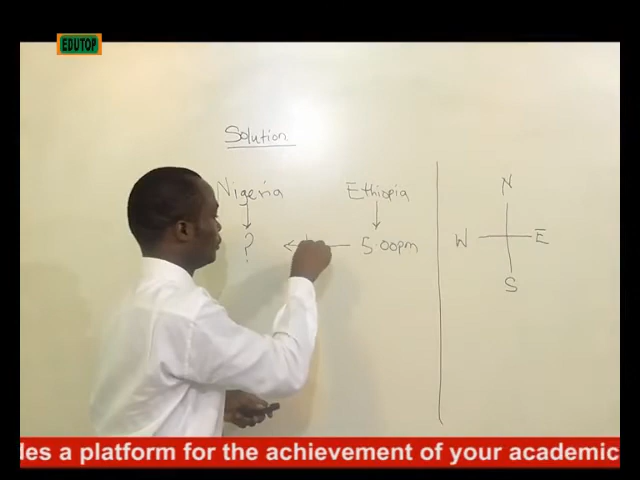 EDUTOP
Solution
Nigeria Ethiopia
? 5.00pm
N
W E
S
les a platform for the achievement of your academic